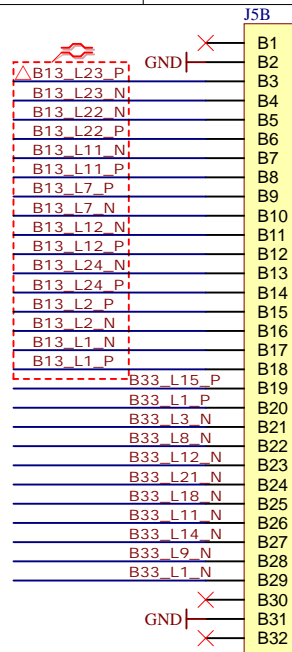 J5B
B1
GND B2
B13_L23_P B3
B13_L23_N B4
B13_L22_N B5
B13_L22_P B6
B13_L11_N B7
B13_L11_P B8
B13_L7_P B9
B13_L7_N B10
B13_L12_N B11
B13_L12_P B12
B13_L24_N B13
B13_L24_P B14
B13_L2_P B15
B13_L2_N B16
B13_L1_N B17
B13_L1_P B18
B33_L15_P B19
B33_L1_P B20
B33_L3_N B21
B33_L8_N B22
B33_L12_N B23
B33_L21_N B24
B33_L18_N B25
B33_L11_N B26
B33_L14_N B27
B33_L9_N B28
B33_L1_N B29
B30
GND B31
B32